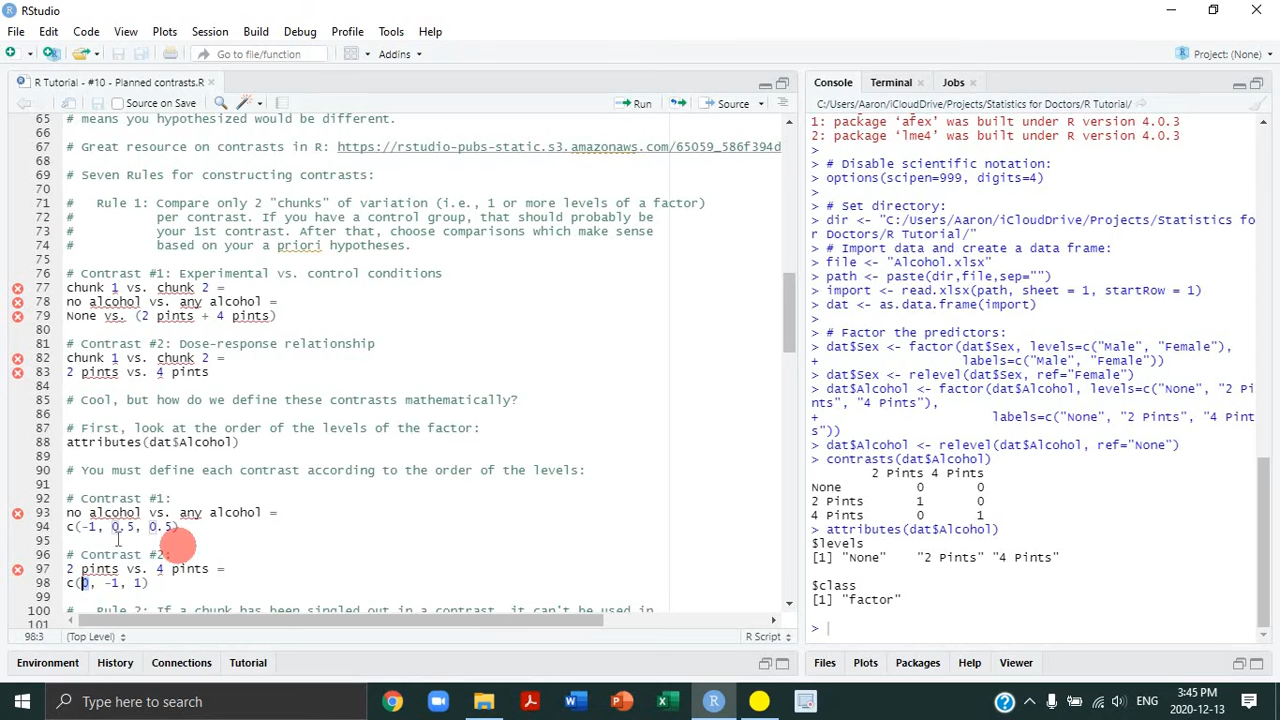 RStudio
File Edit Code View Plots Session Build Debug Profile Tools Help
Go to file/function Addins Project: (None)
R Tutorial - #10 - Planned contrasts.R
Source on Save Run Source
65 # means you hypothesized would be different.
66
67 # Great resource on contrasts in R: https://rstudio-pubs-static.s3.amazonaws.com/65059_586f394d
68
69 # Seven Rules for constructing contrasts:
70
71 # Rule 1: Compare only 2 "chunks" of variation (i.e., 1 or more levels of a factor)
72 # per contrast. If you have a control group, that should probably be
73 # your 1st contrast. After that, choose comparisons which make sense
74 # based on your a priori hypotheses.
75
76 # Contrast #1: Experimental vs. control conditions
77 chunk 1 vs. chunk 2 =
78 no alcohol vs. any alcohol =
79 None vs. (2 pints + 4 pints)
80
81 # Contrast #2: Dose-response relationship
82 chunk 1 vs. chunk 2 =
83 2 pints vs. 4 pints
84
85 # Cool, but how do we define these contrasts mathematically?
86
87 # First, look at the order of the levels of the factor:
88 attributes(dat$Alcohol)
89
90 # You must define each contrast according to the order of the levels:
91
92 # Contrast #1:
93 no alcohol vs. any alcohol =
94 c(-1, 0.5, 0.5)
95
96 # Contrast #2:
97 2 pints vs. 4 pints =
98 c(0, -1, 1)
99
100 # Rule 2: If a chunk has been singled out in a contrast, it can't be used in
101
98:3 (Top Level) R Script
Environment History Connections Tutorial
Console Terminal Jobs
C:/Users/Aaron/iCloudDrive/Projects/Statistics for Doctors/R Tutorial/
1: package ‘afex’ was built under R version 4.0.3
2: package ‘lme4’ was built under R version 4.0.3
>
> # Disable scientific notation:
> options(scipen=999, digits=4)
>
> # Set directory:
> dir <- "C:/Users/Aaron/iCloudDrive/Projects/Statistics fo
r Doctors/R Tutorial/"
> # Import data and create a data frame:
> file <- "Alcohol.xlsx"
> path <- paste(dir,file,sep="")
> import <- read.xlsx(path, sheet = 1, startRow = 1)
> dat <- as.data.frame(import)
>
> # Factor the predictors:
> dat$Sex <- factor(dat$Sex, levels=c("Male", "Female"),
+ labels=c("Male", "Female"))
> dat$Sex <- relevel(dat$Sex, ref="Female")
> dat$Alcohol <- factor(dat$Alcohol, levels=c("None", "2 Pi
nts", "4 Pints"),
+ labels=c("None", "2 Pints", "4 Pint
s"))
> dat$Alcohol <- relevel(dat$Alcohol, ref="None")
> contrasts(dat$Alcohol)
2 Pints 4 Pints
None 0 0
2 Pints 1 0
4 Pints 0 1
> attributes(dat$Alcohol)
$levels
[1] "None" "2 Pints" "4 Pints"
$class
[1] "factor"
>
Files Plots Packages Help Viewer
Type here to search
ENG
3:45 PM
2020-12-13